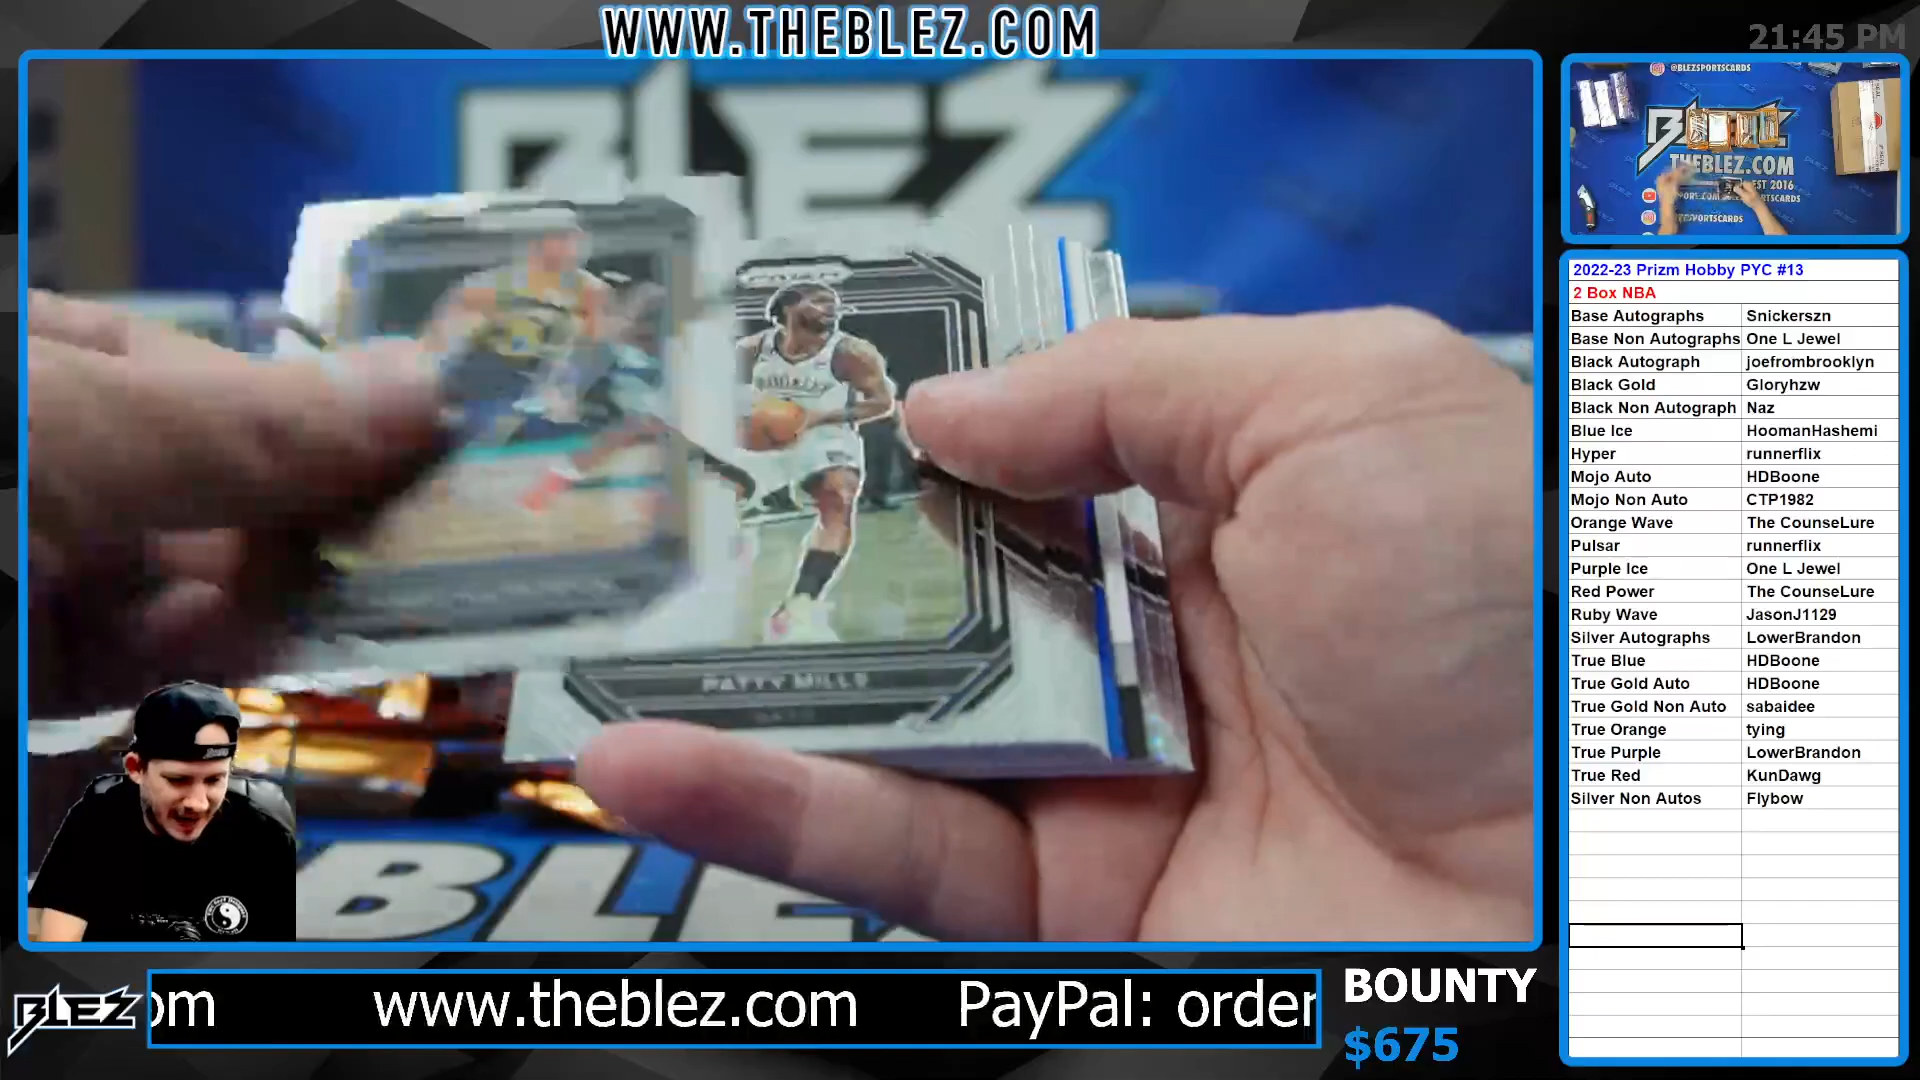 WWW.THEBLEZ.COM
21:45 PM
BLEZ
@BLEZSPORTSCARDS
THEBLEZ.COM
EST 2016
PATTY MILLS
2022-23 Prizm Hobby PYC #13
2 Box NBA
Base Autographs Snickerszn
Base Non Autographs One L Jewel
Black Autograph joefrombrooklyn
Black Gold Gloryhzw
Black Non Autograph Naz
Blue Ice HoomanHashemi
Hyper runnerflix
Mojo Auto HDBoone
Mojo Non Auto CTP1982
Orange Wave The CounseLure
Pulsar runnerflix
Purple Ice One L Jewel
Red Power The CounseLure
Ruby Wave JasonJ1129
Silver Autographs LowerBrandon
True Blue HDBoone
True Gold Auto HDBoone
True Gold Non Auto sabaidee
True Orange tying
True Purple LowerBrandon
True Red KunDawg
Silver Non Autos Flybow
BLEZ
BLEZ
om www.theblez.com PayPal: order
BOUNTY
$675